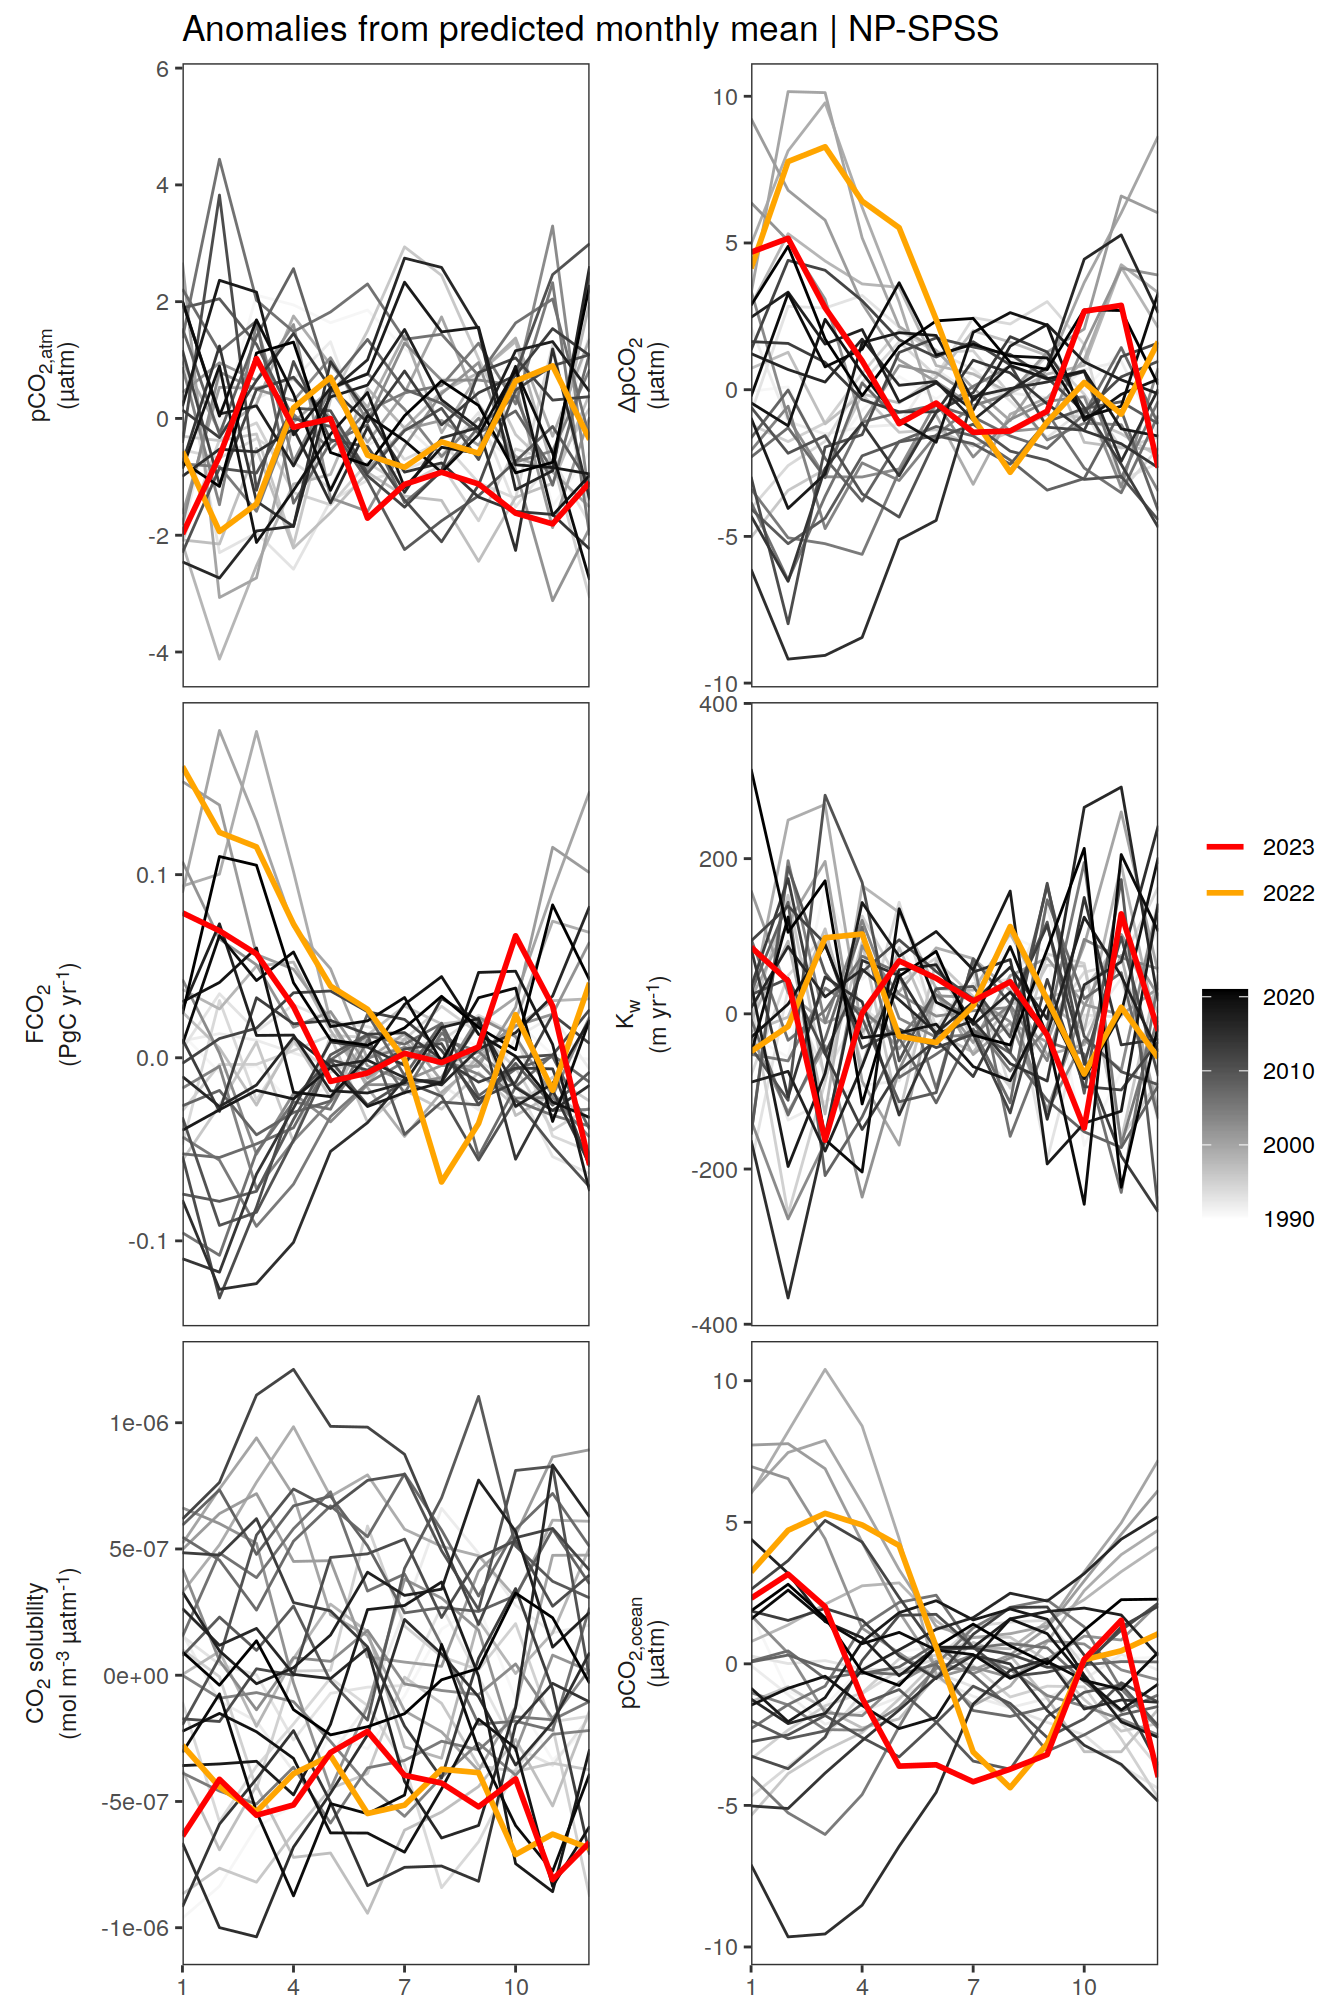 Anomalies from predicted monthly mean | NP-SPSS
pCO2,atm
(µatm)
6
4
2
0
-2
-4
ΔpCO2
(µatm)
10
5
0
-5
-10
FCO2
(PgC yr-1)
0.1
0.0
-0.1
Kw
(m yr-1)
400
200
0
-200
-400
CO2 solubility
(mol m-3 µatm-1)
1e-06
5e-07
0e+00
-5e-07
-1e-06
1 4 7 10
pCO2,ocean
(µatm)
10
5
0
-5
-10
1 4 7 10
2023
2022
2020
2010
2000
1990